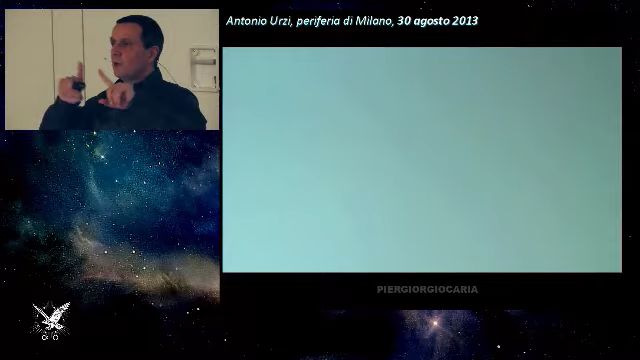 Antonio Urzi, periferia di Milano, 30 agosto 2013
PIERGIORGIOCARIA